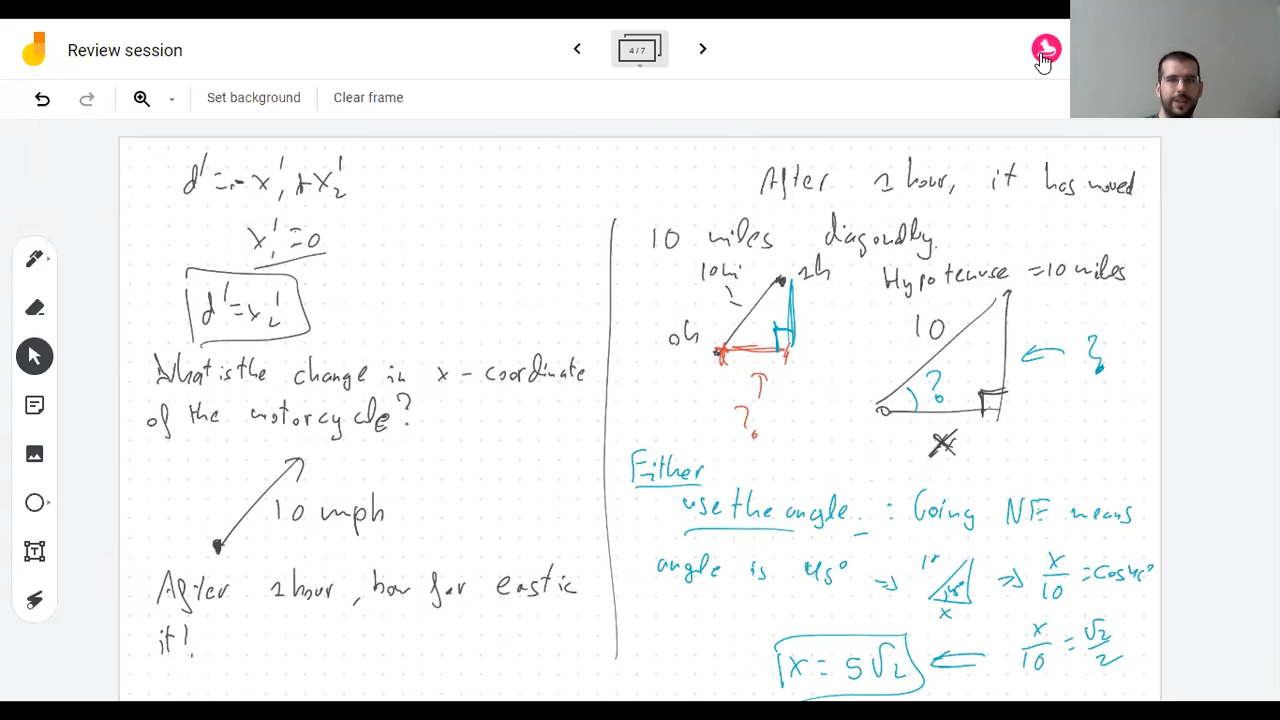 Review session
4/7
Set background
Clear frame
d' = -x₁' + x₂'
x₁' = 0
d' = x₂'
What is the change in x-coordinate
of the motorcycle?
10 mph
After 1 hour, how far east is
it?
After 1 hour, it has moved
10 miles diagonally.
10mi
1h
0h
?
Hypotenuse = 10 miles
10
?
?
x
Either
use the angle : Going NE means
angle is 45° ⇒ 10 45° x ⇒ x/10 = cos 45°
x/10 = √2/2
x = 5√2 ⇐